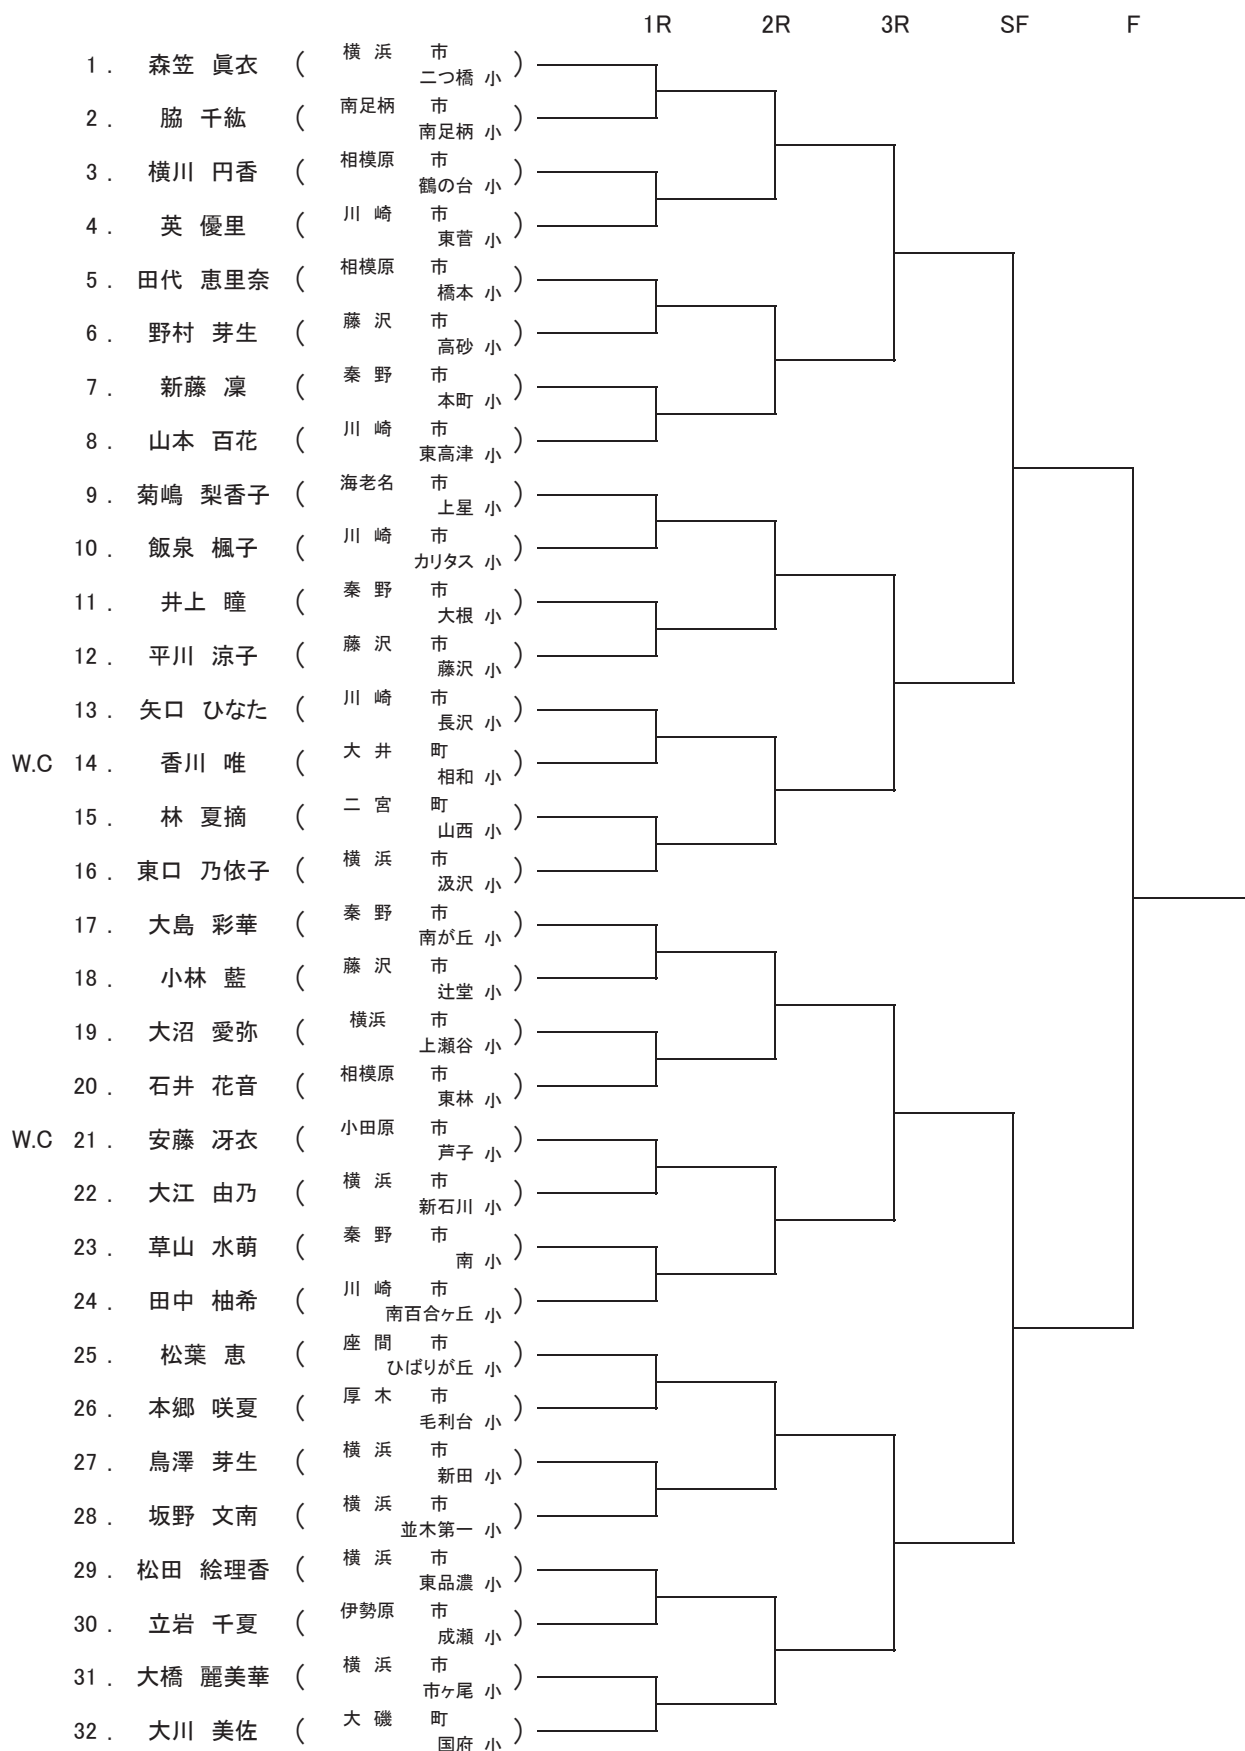 1R 2R 3R SF F
1. 森笠 眞衣 ( 横浜 市 二つ橋 小 )
2. 脇 千紘 ( 南足柄 市 南足柄 小 )
3. 横川 円香 ( 相模原 市 鶴の台 小 )
4. 英 優里 ( 川崎 市 東菅 小 )
5. 田代 恵里奈 ( 相模原 市 橋本 小 )
6. 野村 芽生 ( 藤沢 市 高砂 小 )
7. 新藤 凜 ( 秦野 市 本町 小 )
8. 山本 百花 ( 川崎 市 東高津 小 )
9. 菊嶋 梨香子 ( 海老名 市 上星 小 )
10. 飯泉 楓子 ( 川崎 市 カリタス 小 )
11. 井上 瞳 ( 秦野 市 大根 小 )
12. 平川 涼子 ( 藤沢 市 藤沢 小 )
13. 矢口 ひなた ( 川崎 市 長沢 小 )
W.C 14. 香川 唯 ( 大井 町 相和 小 )
15. 林 夏摘 ( 二宮 町 山西 小 )
16. 東口 乃依子 ( 横浜 市 汲沢 小 )
17. 大島 彩華 ( 秦野 市 南が丘 小 )
18. 小林 藍 ( 藤沢 市 辻堂 小 )
19. 大沼 愛弥 ( 横浜 市 上瀬谷 小 )
20. 石井 花音 ( 相模原 市 東林 小 )
W.C 21. 安藤 冴衣 ( 小田原 市 芦子 小 )
22. 大江 由乃 ( 横浜 市 新石川 小 )
23. 草山 水萌 ( 秦野 市 南 小 )
24. 田中 柚希 ( 川崎 市 南百合ヶ丘 小 )
25. 松葉 恵 ( 座間 市 ひばりが丘 小 )
26. 本郷 咲夏 ( 厚木 市 毛利台 小 )
27. 鳥澤 芽生 ( 横浜 市 新田 小 )
28. 坂野 文南 ( 横浜 市 並木第一 小 )
29. 松田 絵理香 ( 横浜 市 東品濃 小 )
30. 立岩 千夏 ( 伊勢原 市 成瀬 小 )
31. 大橋 麗美華 ( 横浜 市 市ヶ尾 小 )
32. 大川 美佐 ( 大磯 町 国府 小 )